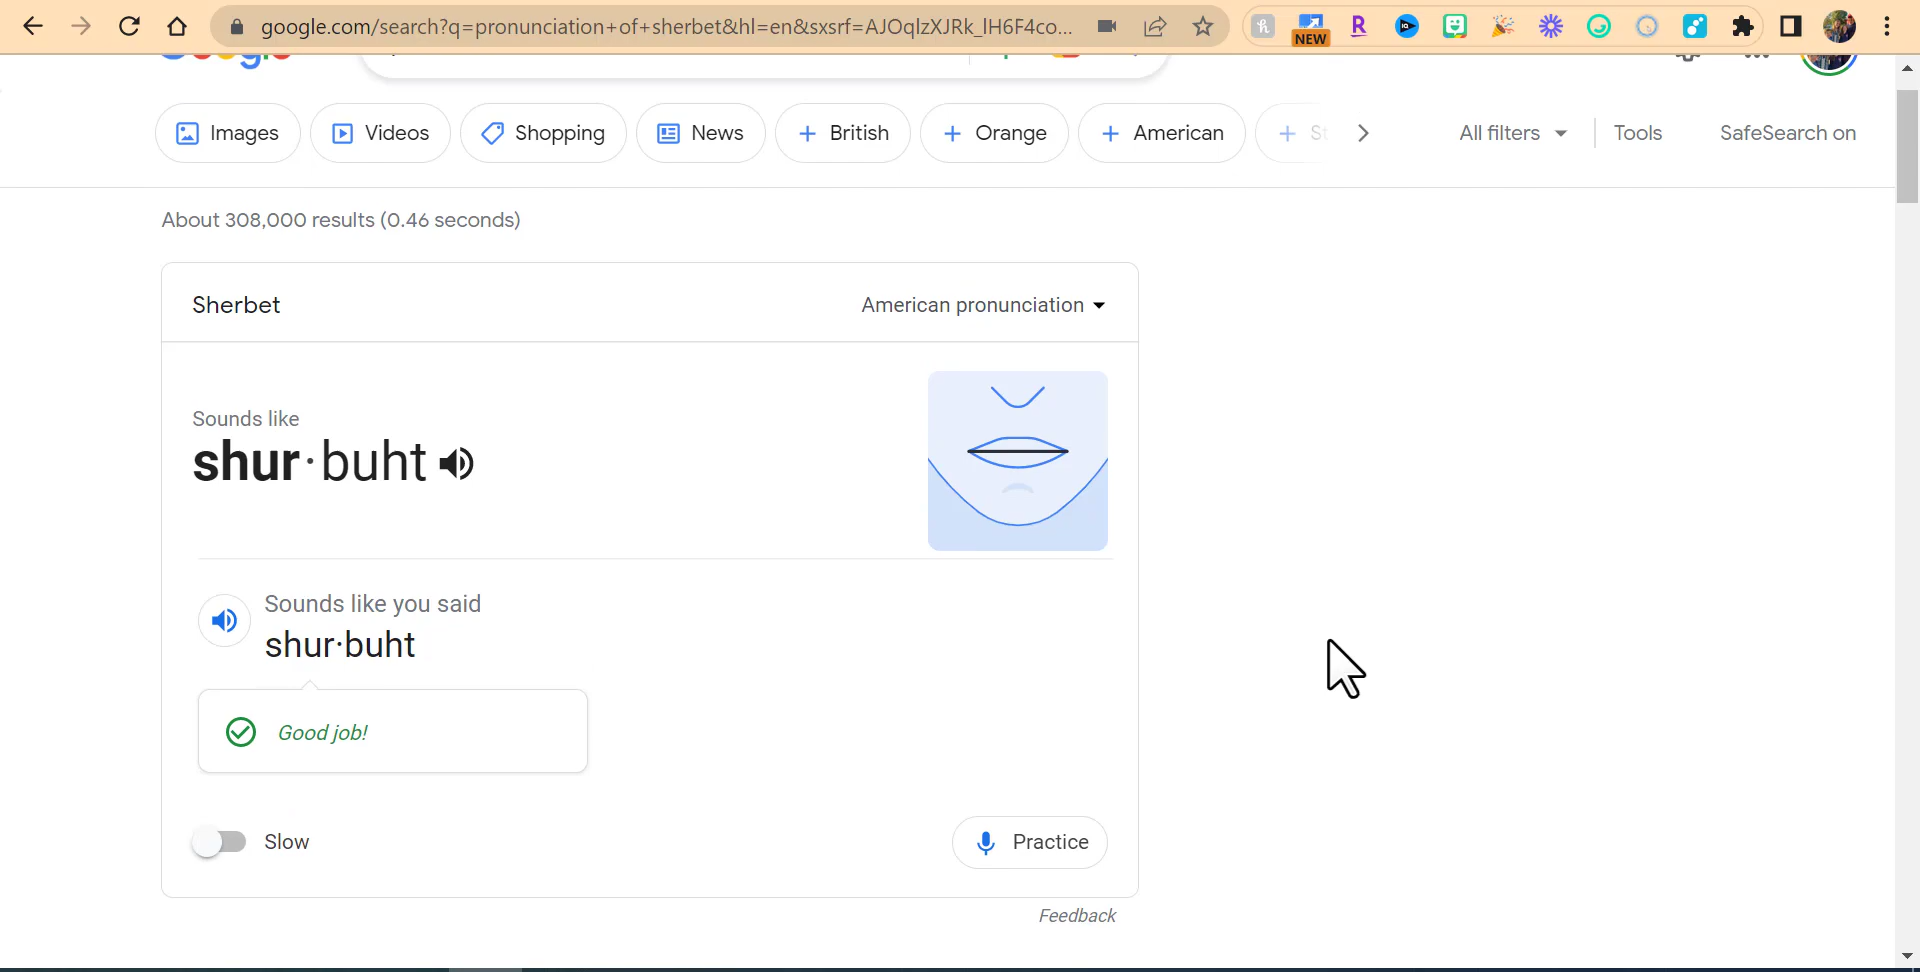 google.com/search?q=pronunciation+of+sherbet&hl=en&sxsrf=AJOqlzXJRk_lH6F4co...
NEW
Google
Images Videos Shopping News + British + Orange + American + St All filters Tools SafeSearch on
About 308,000 results (0.46 seconds)
Sherbet American pronunciation
Sounds like
shur·buht
Sounds like you said
shur·buht
Good job!
Slow Practice
Feedback